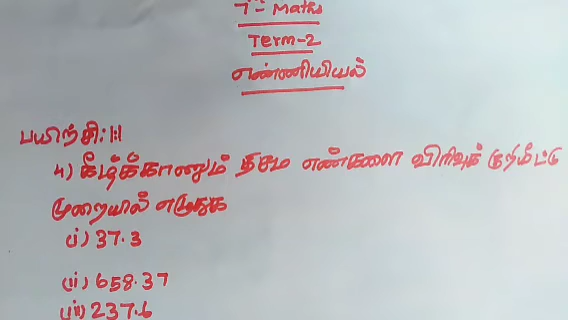 7th Maths
Term-2
எண்ணியியல்
பயிற்சி: 1.1
4) கீழ்க்காணும் தசம எண்களை விரிவுக் குறியீட்டு
முறையில் எழுதுக
(i) 37.3
(ii) 658.37
(iii) 237.6